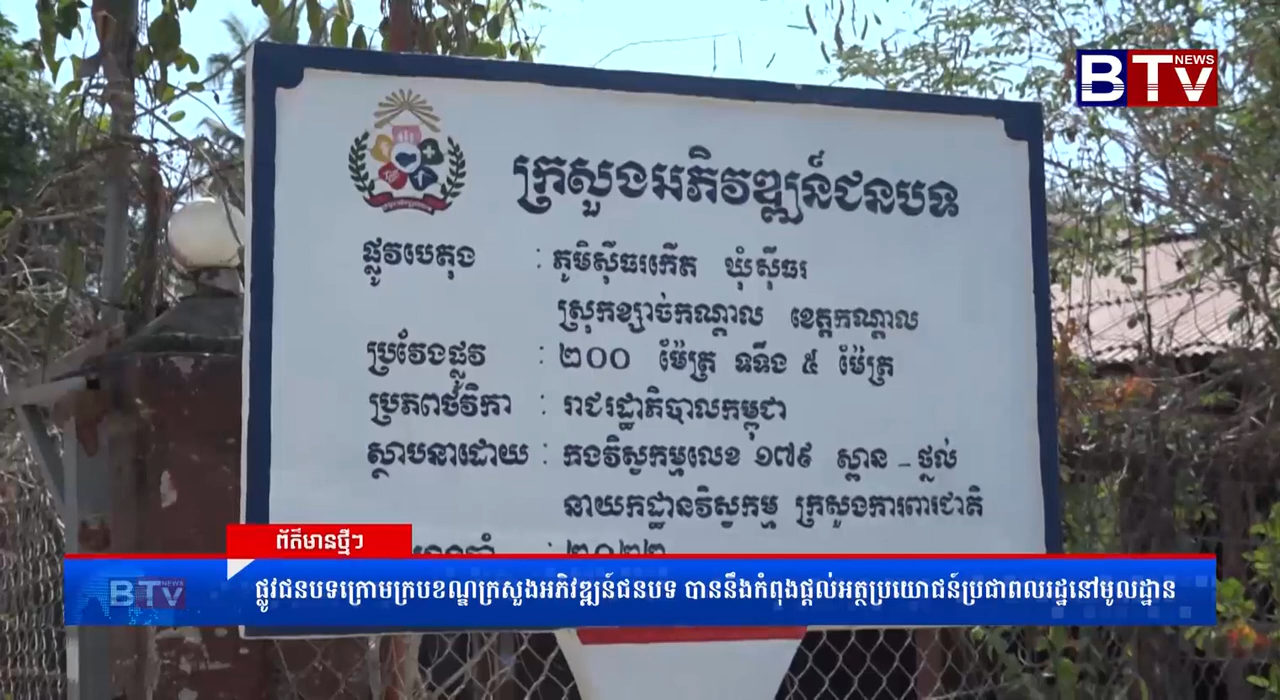 BTV NEWS
ក្រសួងអភិវឌ្ឍន៍ជនបទ
ផ្លូវបេតុង : ភូមិស៊ីធរកើត ឃុំស៊ីធរ
ស្រុកខ្សាច់កណ្តាល ខេត្តកណ្តាល
ប្រវែងផ្លូវ : ២០០ ម៉ែត្រ ទទឹង ៥ ម៉ែត្រ
ប្រភពថវិកា : រាជរដ្ឋាភិបាលកម្ពុជា
ស្ថាបនាដោយ : កងវិស្វកម្មលេខ ១៧៩ ស្ពាន - ថ្នល់
នាយកដ្ឋានវិស្វកម្ម ក្រសួងការពារជាតិ
ព័ត៌មានថ្មីៗ
ផ្លូវជនបទក្រោមក្របខណ្ឌក្រសួងអភិវឌ្ឍន៍ជនបទ បាននឹងកំពុងផ្តល់អត្ថប្រយោជន៍ប្រជាពលរដ្ឋនៅមូលដ្ឋាន
BTV NEWS